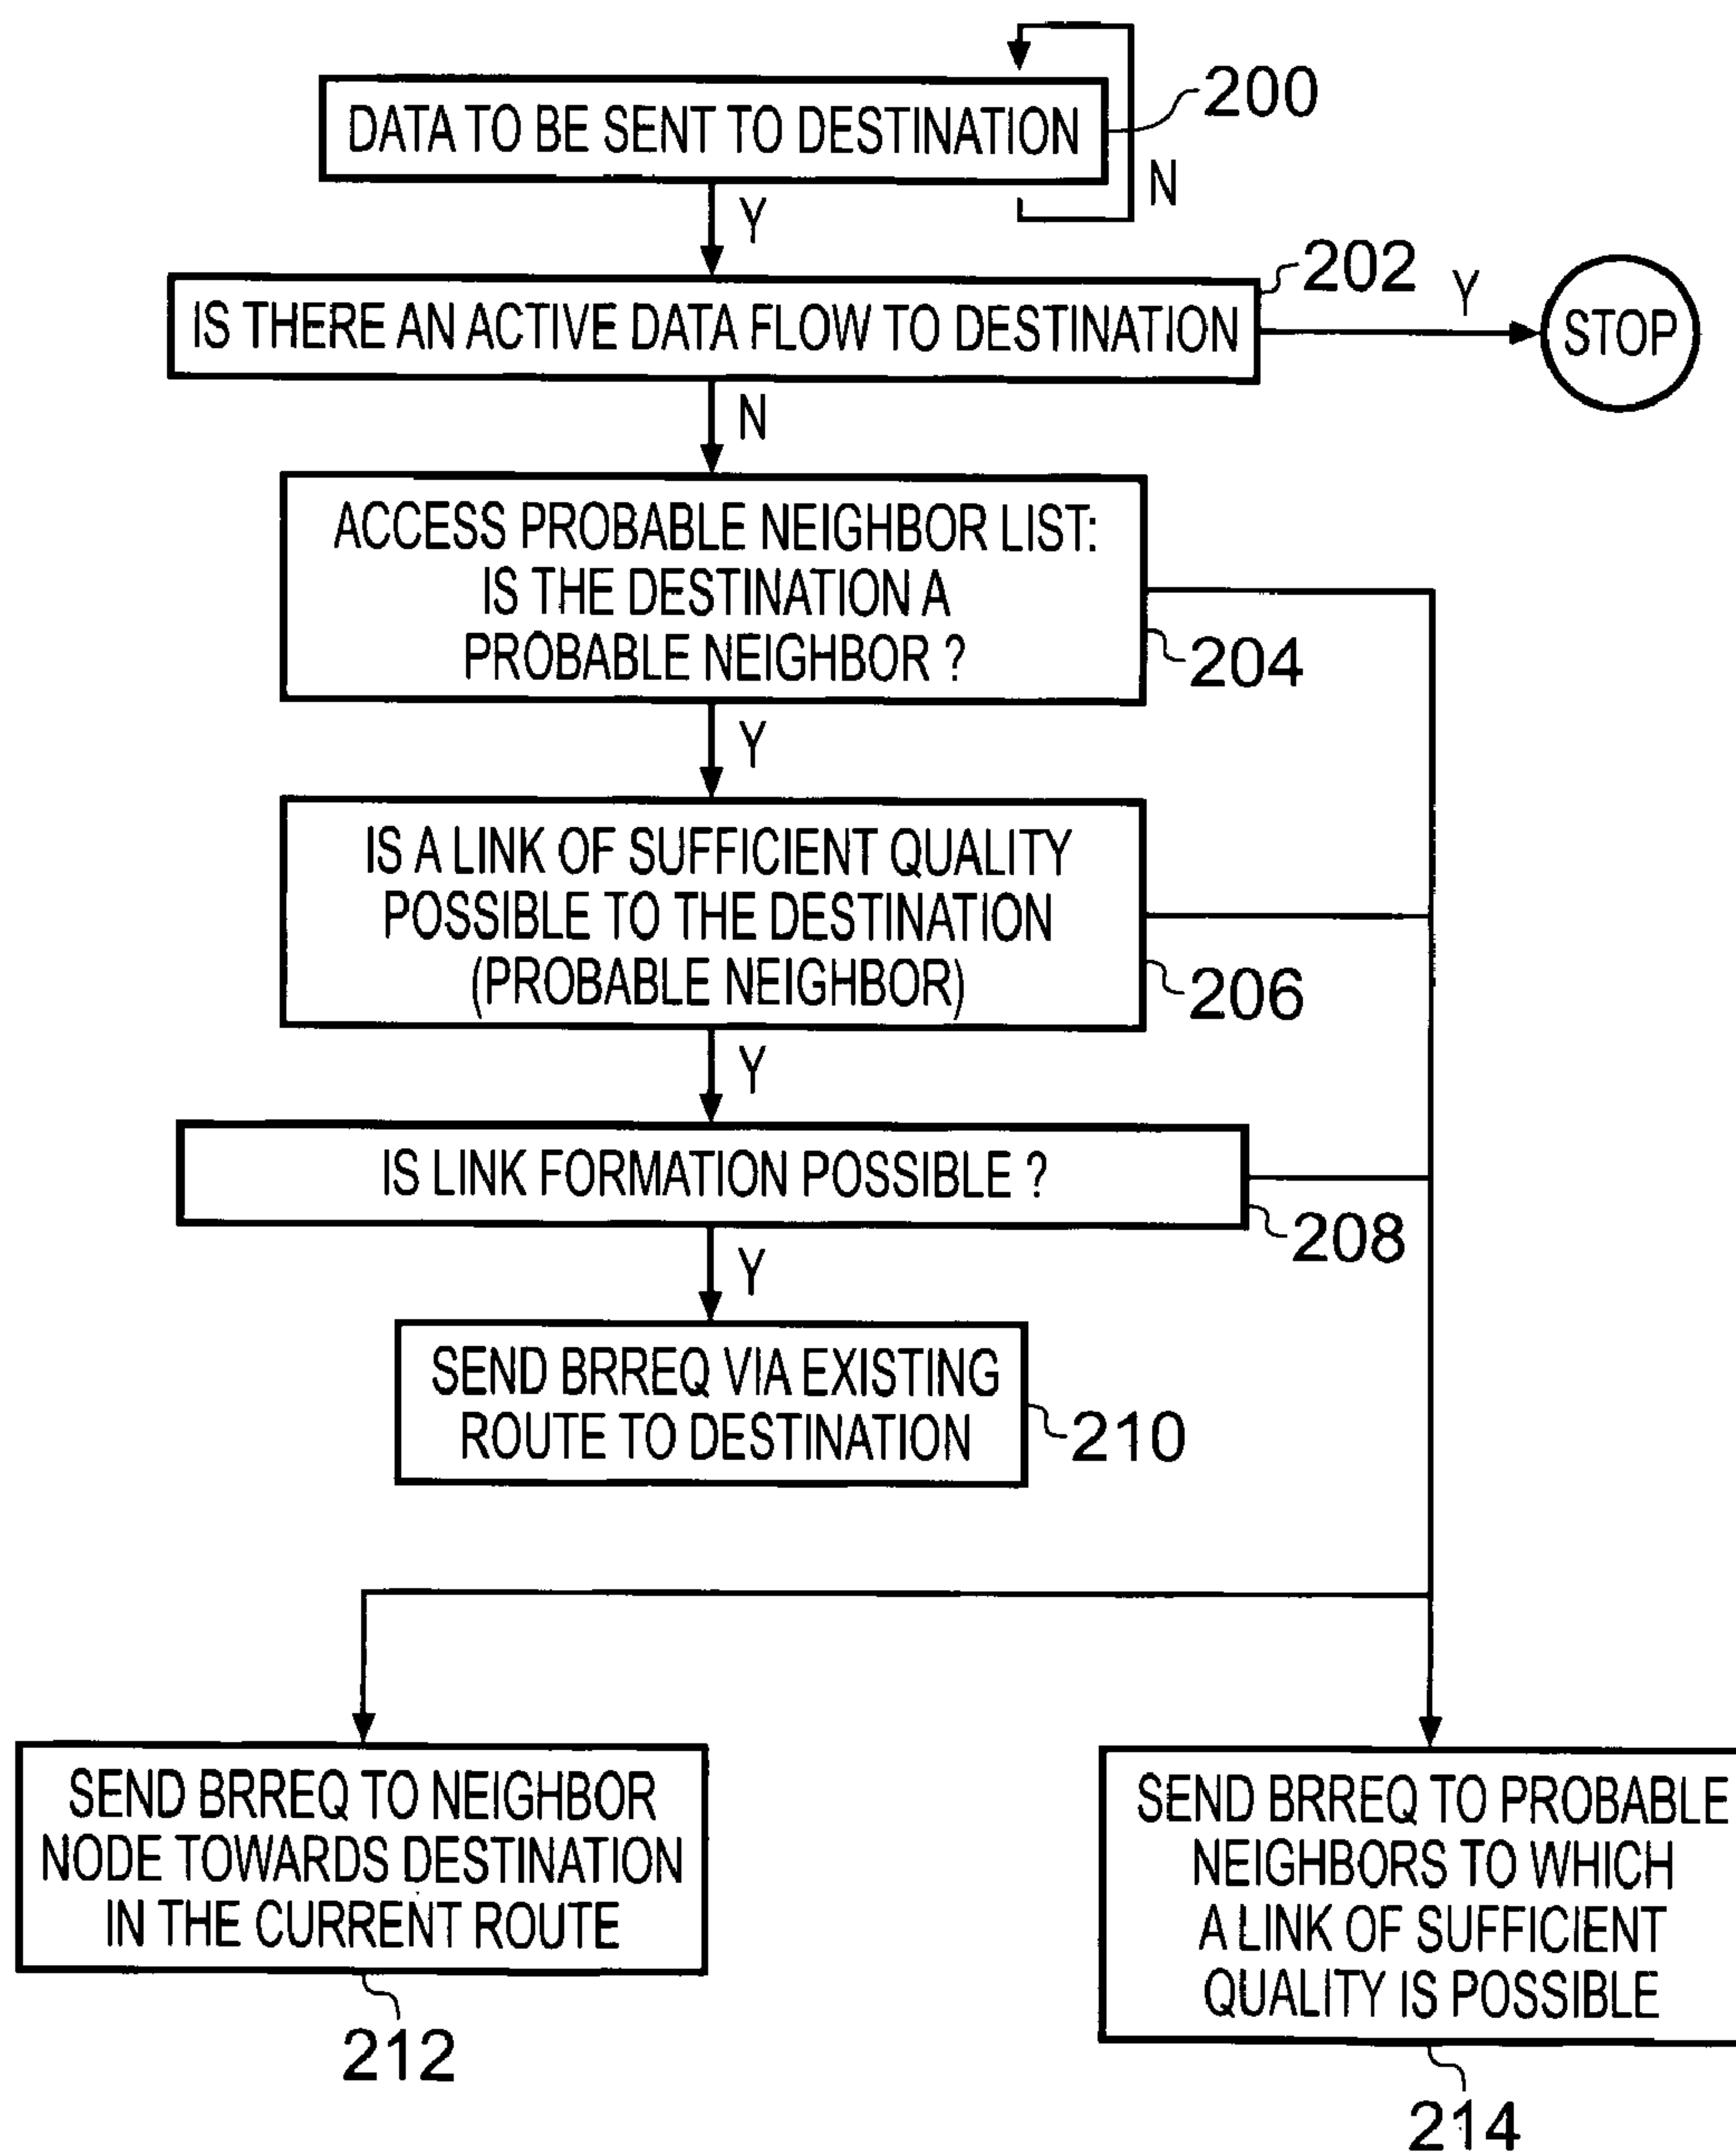 DATA TO BE SENT TO DESTINATION
200
N
Y
IS THERE AN ACTIVE DATA FLOW TO DESTINATION
202
Y
STOP
N
ACCESS PROBABLE NEIGHBOR LIST:
IS THE DESTINATION A
PROBABLE NEIGHBOR ?
204
Y
IS A LINK OF SUFFICIENT QUALITY
POSSIBLE TO THE DESTINATION
(PROBABLE NEIGHBOR)
206
Y
IS LINK FORMATION POSSIBLE ?
208
Y
SEND BRREQ VIA EXISTING
ROUTE TO DESTINATION
210
SEND BRREQ TO NEIGHBOR
NODE TOWARDS DESTINATION
IN THE CURRENT ROUTE
212
SEND BRREQ TO PROBABLE
NEIGHBORS TO WHICH
A LINK OF SUFFICIENT
QUALITY IS POSSIBLE
214